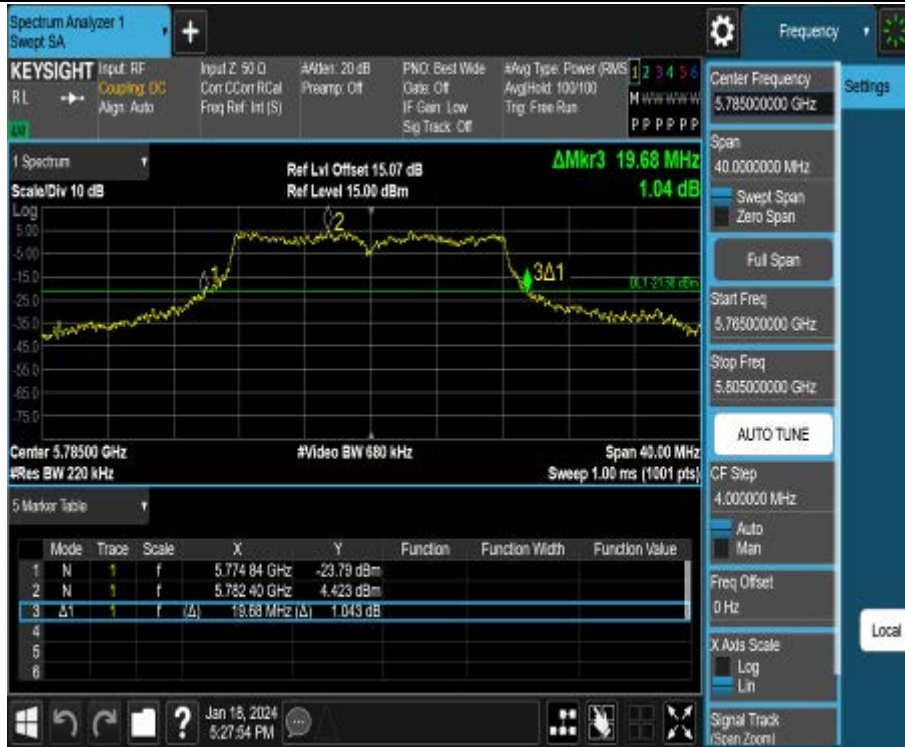 Spectrum Analyzer 1
Swept SA
+
Frequency
KEYSIGHT
RL
Input: RF
Coupling: DC
Align: Auto
Input Z: 50 Ω
Corr CCorr RCal
Freq Ref: Int (S)
#Atten: 20 dB
Preamp: Off
PNO: Best Wide
Gate: Off
IF Gain: Low
Sig Track: Off
#Avg Type: Power (RMS
Avg|Hold: 100/100
Trig: Free Run
1 2 3 4 5 6
M W W W W W
P P P P P P
1 Spectrum
Scale/Div 10 dB
Log
Ref Lvl Offset 15.07 dB
Ref Level 15.00 dBm
ΔMkr3 19.68 MHz
1.04 dB
5.00
-5.00
-15.0
-25.0
-35.0
-45.0
-55.0
-65.0
-75.0
1
2
3Δ1
DL1 -21.58 dBm
Center 5.78500 GHz
#Res BW 220 kHz
#Video BW 680 kHz
Span 40.00 MHz
Sweep 1.00 ms (1001 pts)
5 Marker Table
Mode Trace Scale X Y Function Function Width Function Value
1 N 1 f 5.774 84 GHz -23.79 dBm
2 N 1 f 5.782 40 GHz 4.423 dBm
3 Δ1 1 f (Δ) 19.68 MHz (Δ) 1.043 dB
4
5
6
?
Jan 18, 2024
5:27:54 PM
Center Frequency
5.785000000 GHz
Span
40.0000000 MHz
Swept Span
Zero Span
Full Span
Start Freq
5.765000000 GHz
Stop Freq
5.805000000 GHz
AUTO TUNE
CF Step
4.000000 MHz
Auto
Man
Freq Offset
0 Hz
X Axis Scale
Log
Lin
Signal Track
(Span Zoom)
Settings
Local